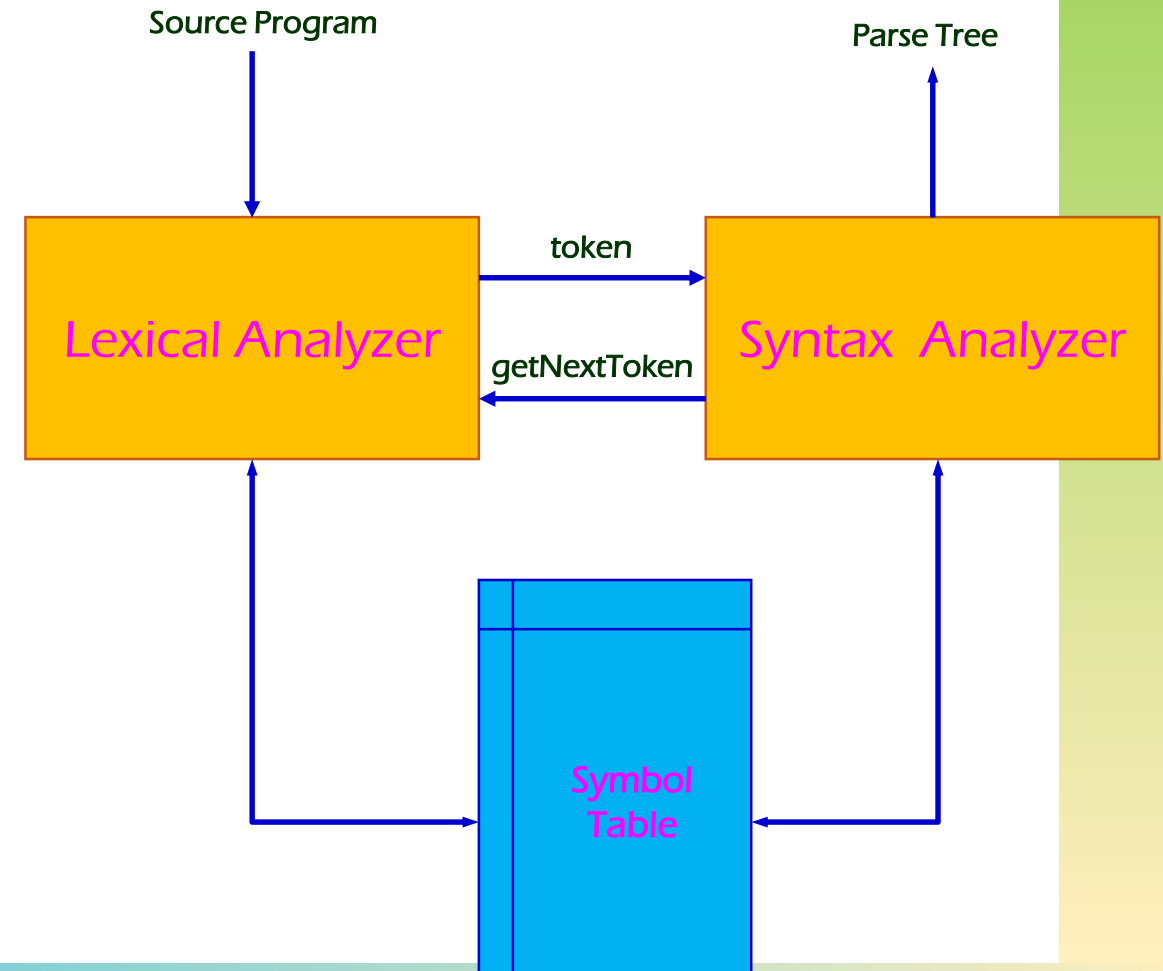 Source Program
Parse Tree
token
Lexical Analyzer
Syntax Analyzer
getNextToken
Symbol
Table